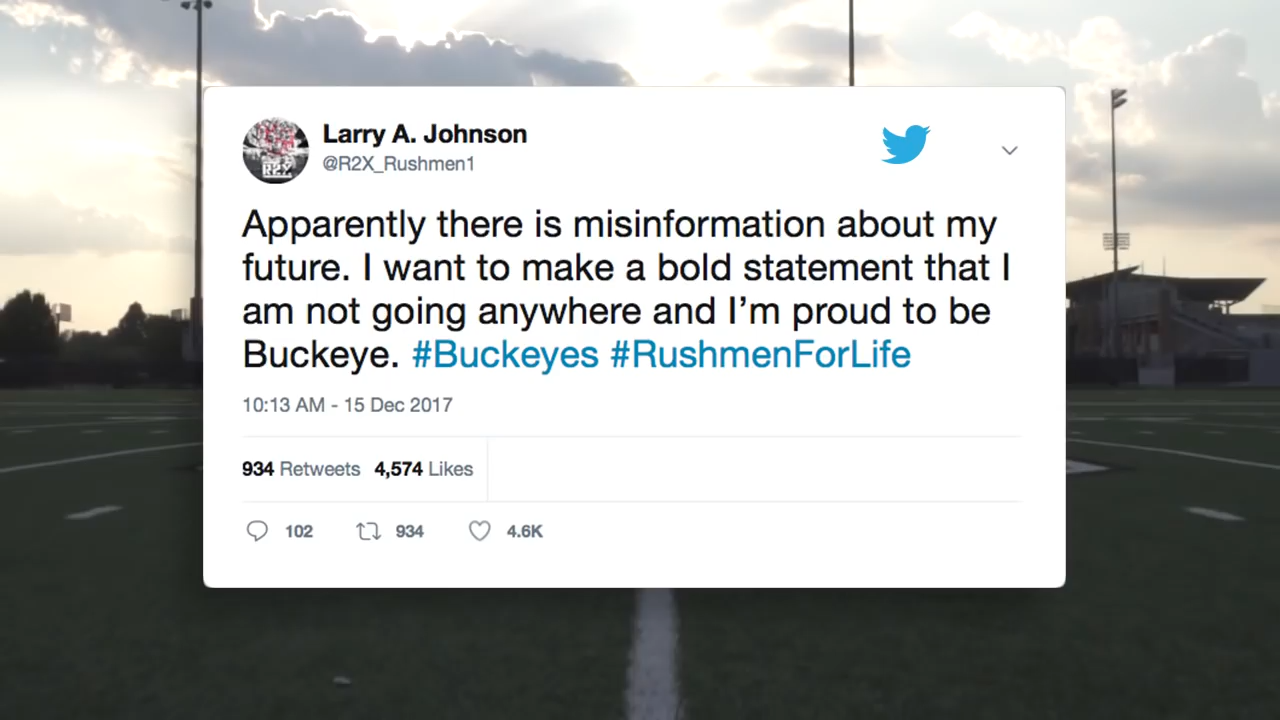 Larry A. Johnson
@R2X_Rushmen1
Apparently there is misinformation about my
future. I want to make a bold statement that I
am not going anywhere and I’m proud to be
Buckeye. #Buckeyes #RushmenForLife
10:13 AM - 15 Dec 2017
934 Retweets 4,574 Likes
102 934 4.6K